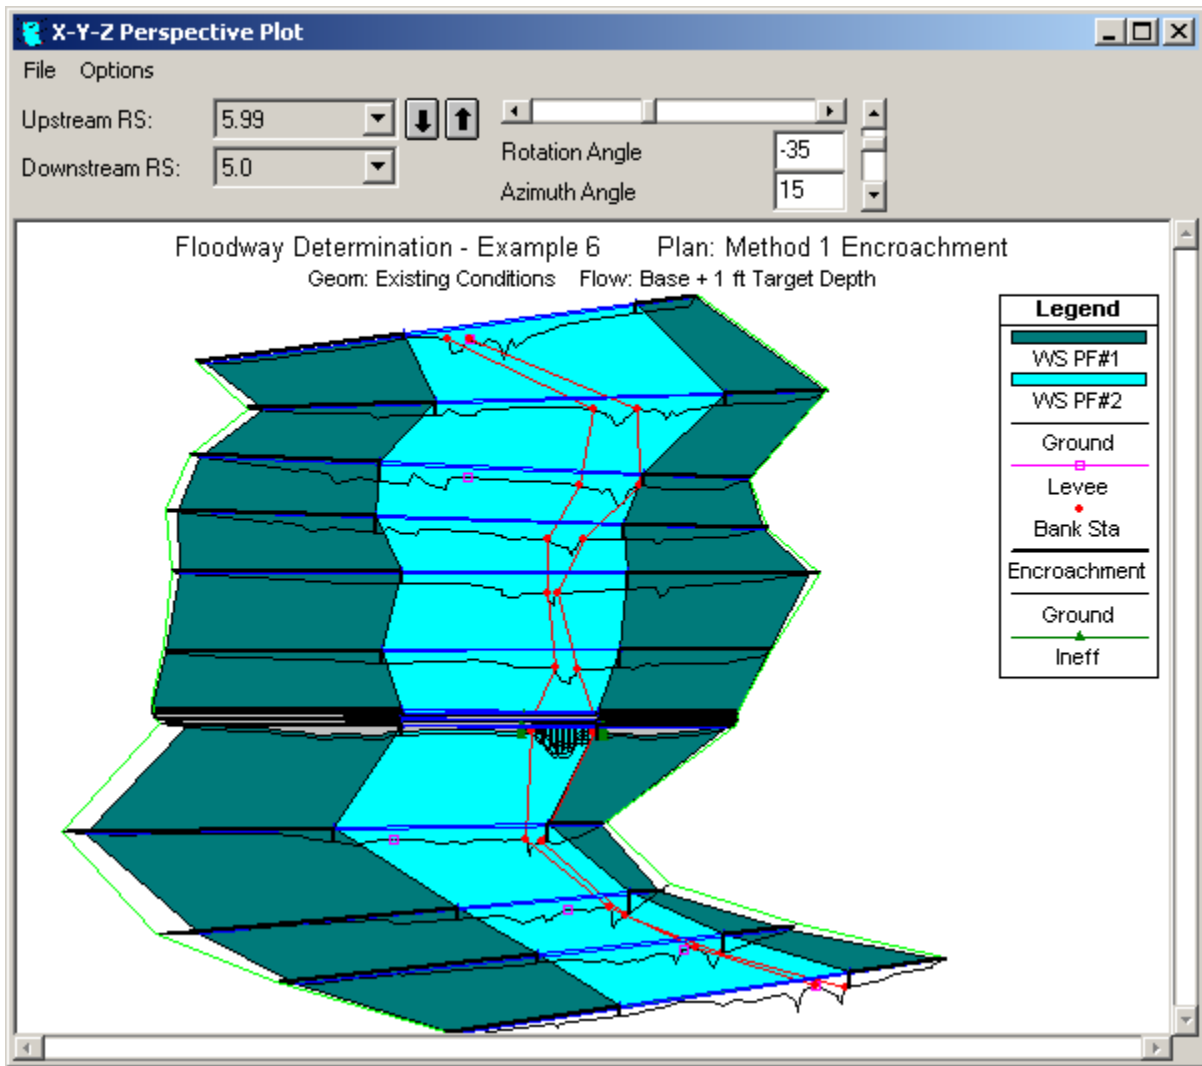 X-Y-Z Perspective Plot
File Options
Upstream RS: 5.99
Downstream RS: 5.0
Rotation Angle -35
Azimuth Angle 15
Floodway Determination - Example 6 Plan: Method 1 Encroachment
Geom: Existing Conditions Flow: Base + 1 ft Target Depth
Legend
WS PF#1
WS PF#2
Ground
Levee
Bank Sta
Encroachment
Ground
Ineff